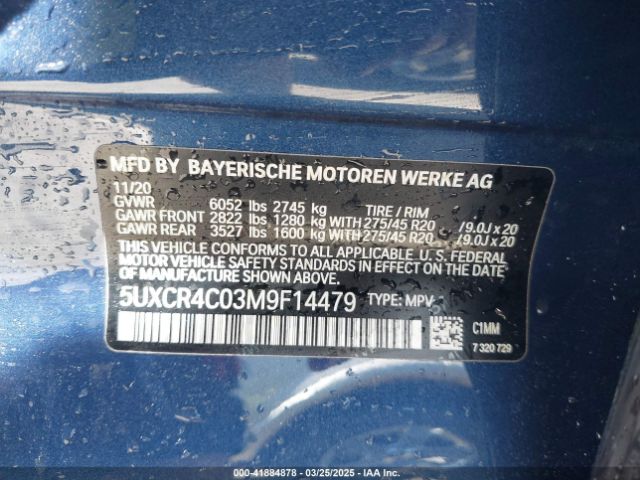 MFD BY BAYERISCHE MOTOREN WERKE AG
11/20
GVWR 6052 lbs 2745 kg TIRE / RIM
GAWR FRONT 2822 lbs 1280 kg WITH 275/45 R20 / 9.0J x 20
GAWR REAR 3527 lbs 1600 kg WITH 275/45 R20 / 9.0J x 20
THIS VEHICLE CONFORMS TO ALL APPLICABLE U. S. FEDERAL
MOTOR VEHICLE SAFETY STANDARDS IN
EFFECT ON THE DATE OF MANUFACTURE SHOWN ABOVE.
5UXCR4C03M9F14479 TYPE: MPV
C1MM
7 320 729
000-41884878 | 03/25/2025 | IAA Inc.